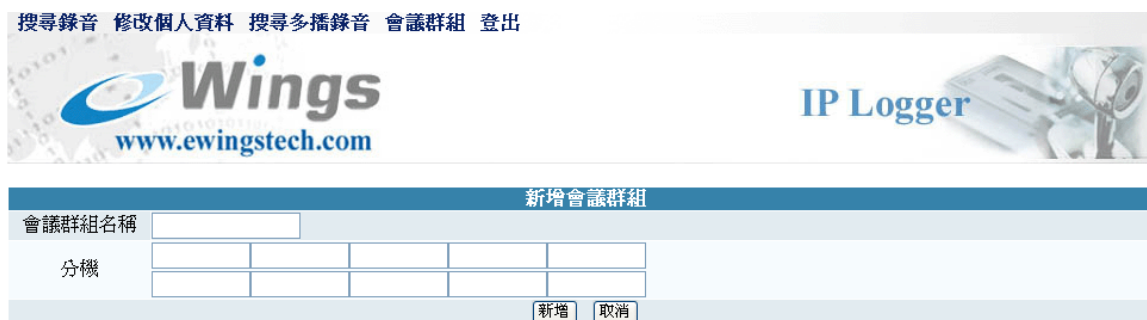 搜尋錄音 修改個人資料 搜尋多播錄音 會議群組 登出
Wings
www.ewingstech.com
IP Logger
新增會議群組
會議群組名稱
分機
新增 取消